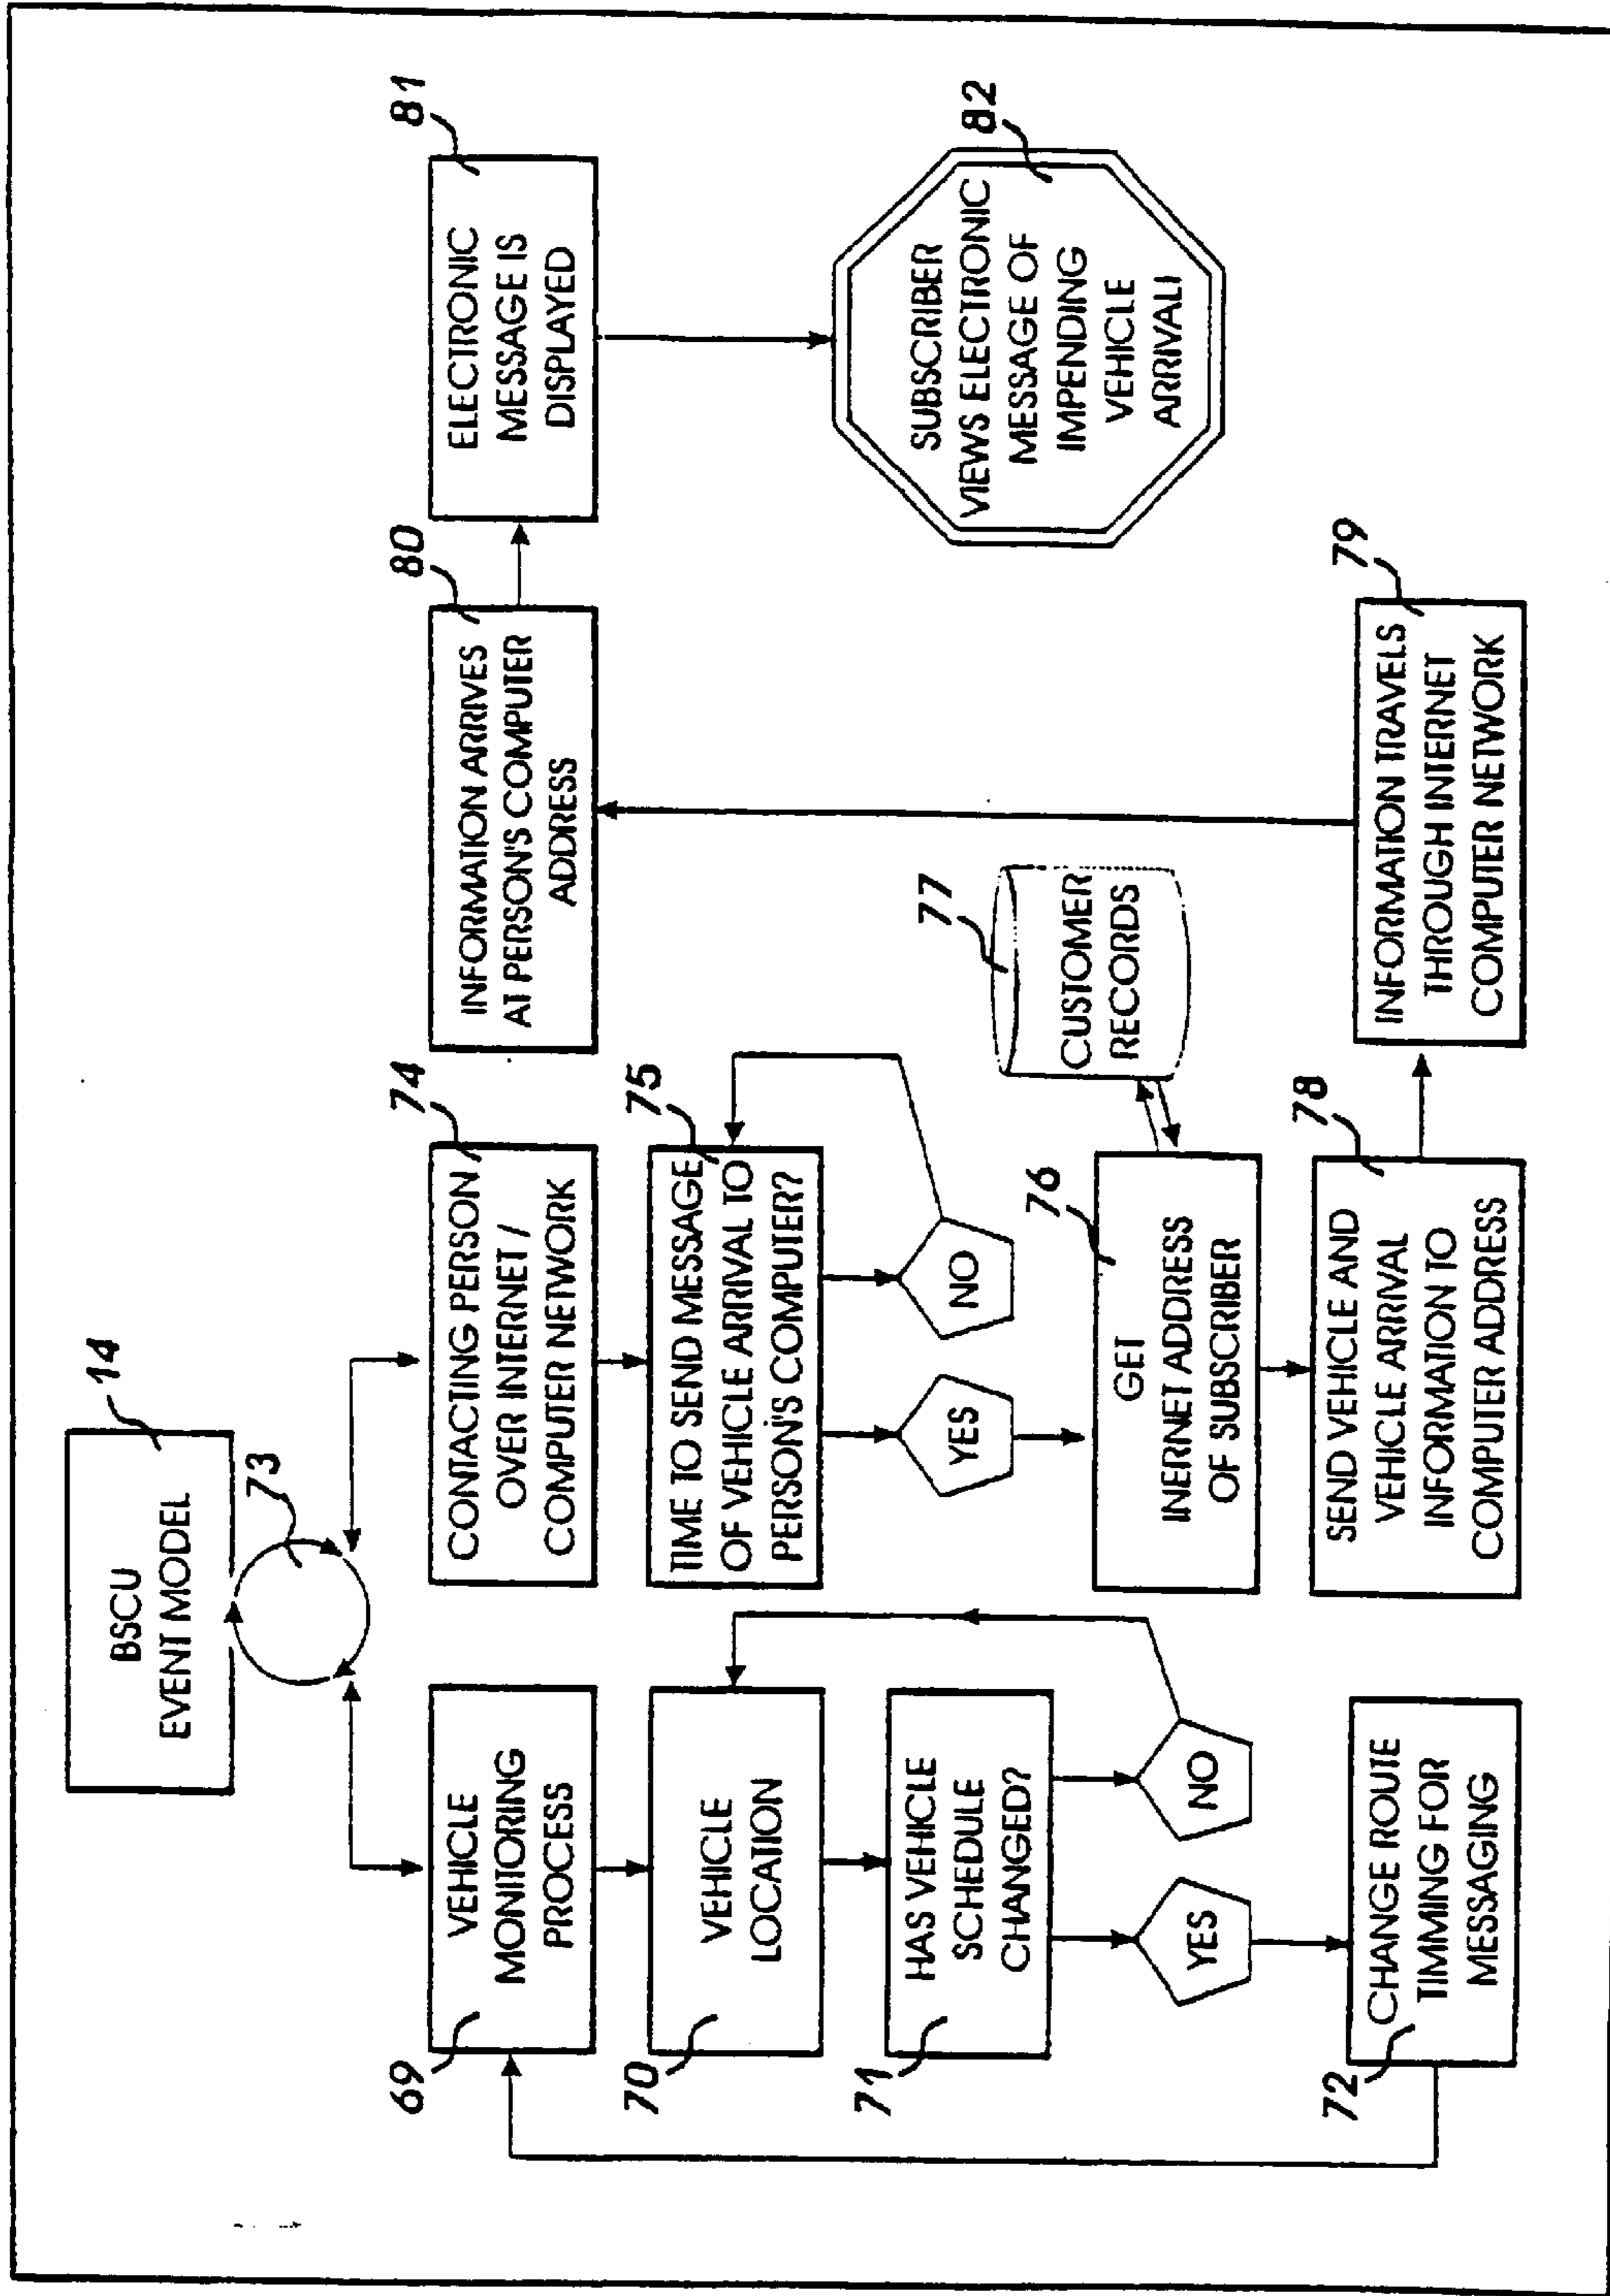 14
BSCU
EVENT MODEL
73
69
VEHICLE
MONITORING
PROCESS
70
VEHICLE
LOCATION
71
HAS VEHICLE
SCHEDULE
CHANGED?
YES
NO
72
CHANGE ROUTE
TIMMING FOR
MESSAGING
74
CONTACTING PERSON
OVER INTERNET /
COMPUTER NETWORK
75
TIME TO SEND MESSAGE
OF VEHICLE ARRIVAL TO
PERSON'S COMPUTER?
YES
NO
76
GET
INERNET ADDRESS
OF SUBSCRIBER
77
CUSTOMER
RECORDS
78
SEND VEHICLE AND
VEHICLE ARRIVAL
INFORMATION TO
COMPUTER ADDRESS
79
INFORMATION TRAVELS
THROUGH INTERNET
COMPUTER NETWORK
80
INFORMATION ARRIVES
AT PERSON'S COMPUTER
ADDRESS
81
ELECTRONIC
MESSAGE IS
DISPLAYED
82
SUBSCRIBER
VIEWS ELECTRONIC
MESSAGE OF
IMPENDING
VEHICLE
ARRIVAL!